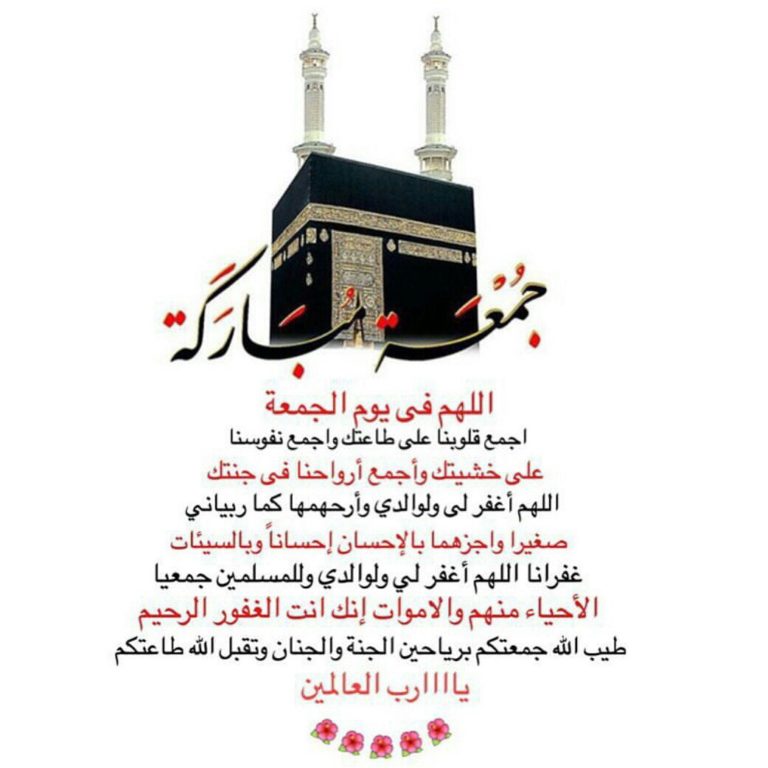 جُمُعَة مُبَارَكَة
اللهم فى يوم الجمعة
اجمع قلوبنا على طاعتك واجمع نفوسنا
على خشيتك وأجمع أرواحنا فى جنتك
اللهم أغفر لى ولوالدي وأرحهمها كما ربياني
صغيرا واجزهما بالإحسان إحساناً وبالسيئات
غفرانا اللهم أغفر لي ولوالدي وللمسلمين جمعيا
الأحياء منهم والاموات إنك انت الغفور الرحيم
طيب الله جمعتكم برياحين الجنة والجنان وتقبل الله طاعتكم
ياااارب العالمين